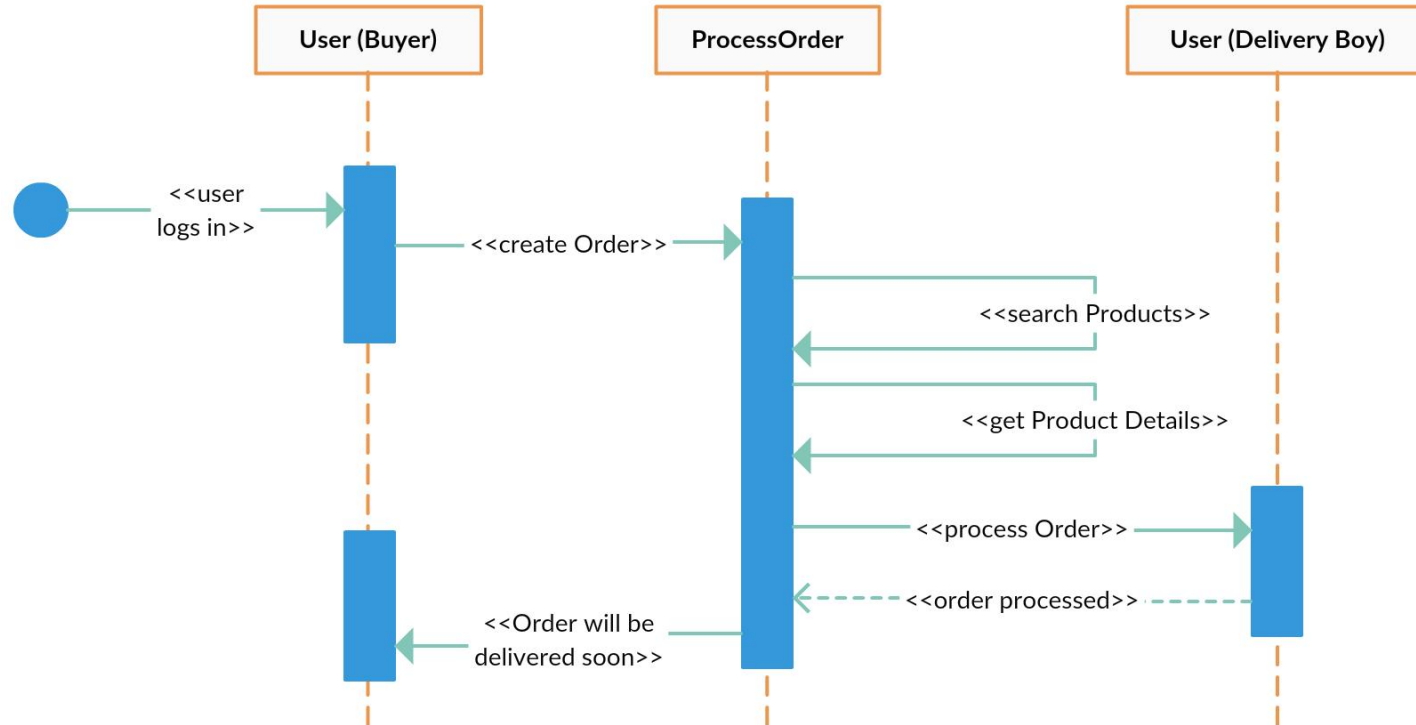 User (Buyer)
ProcessOrder
User (Delivery Boy)
<<user
logs in>>
<<create Order>>
<<search Products>>
<<get Product Details>>
<<process Order>>
<<order processed>>
<<Order will be
delivered soon>>